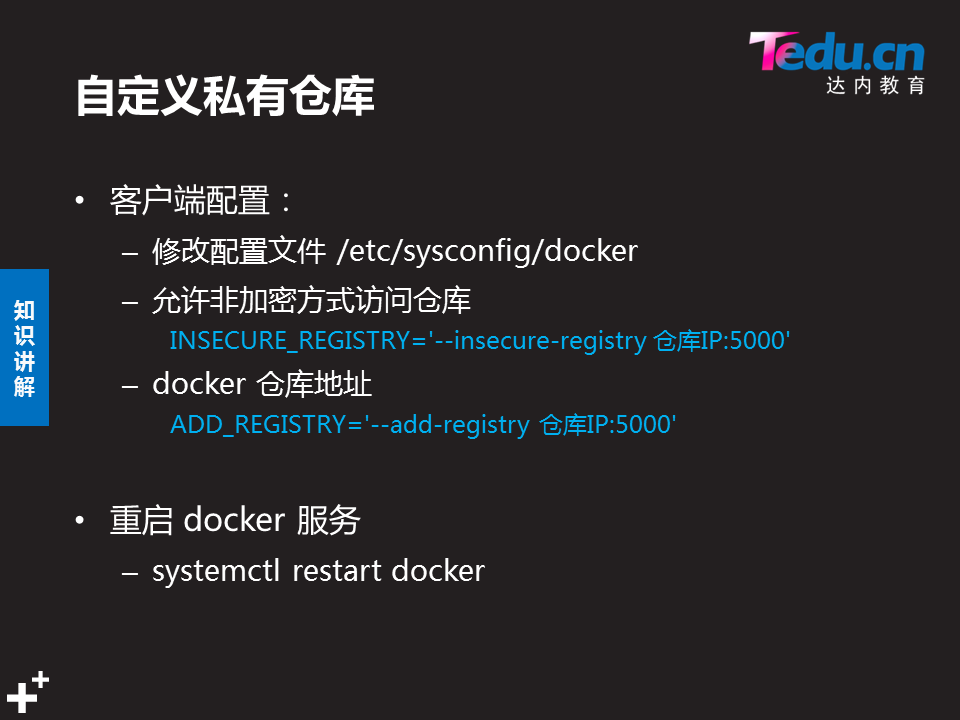 Tedu.cn
达内教育
自定义私有仓库
• 客户端配置：
– 修改配置文件 /etc/sysconfig/docker
– 允许非加密方式访问仓库
INSECURE_REGISTRY='--insecure-registry 仓库IP:5000'
– docker 仓库地址
ADD_REGISTRY='--add-registry 仓库IP:5000'
知识讲解
• 重启 docker 服务
– systemctl restart docker